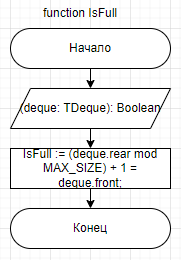 function IsFull
Начало
(deque: TDeque): Boolean
IsFull := (deque.rear mod
MAX_SIZE) + 1 =
deque.front;
Конец